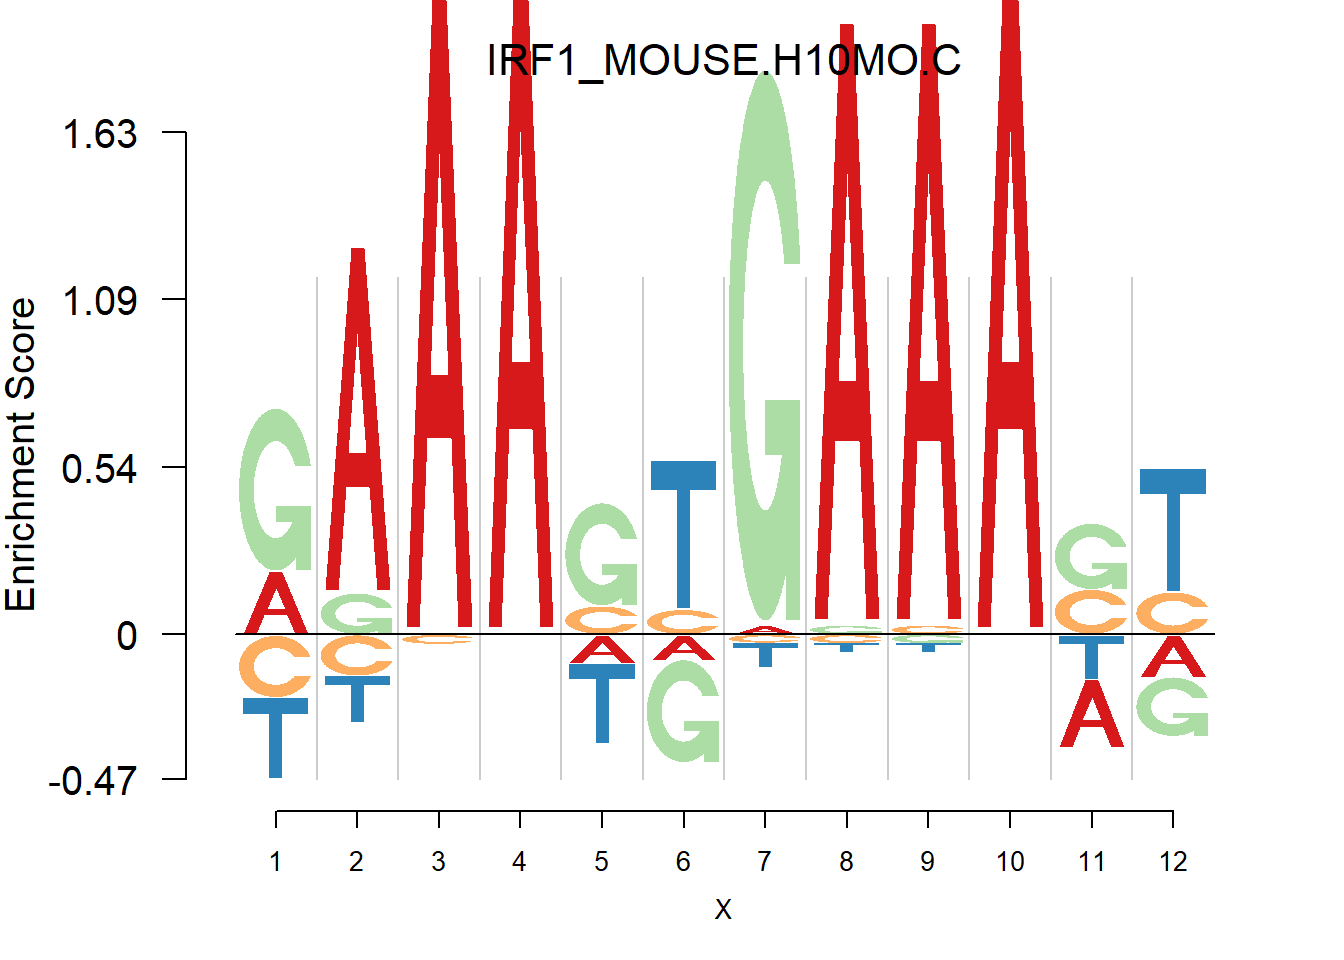 IRF1_MOUSE.H10MO.C
Enrichment Score
1.63
1.09
0.54
0
-0.47
G A A A G T G A A A G T
A G C C A G C C C
C C C A A C C C T A
T T T G T T T A G
1 2 3 4 5 6 7 8 9 10 11 12
X